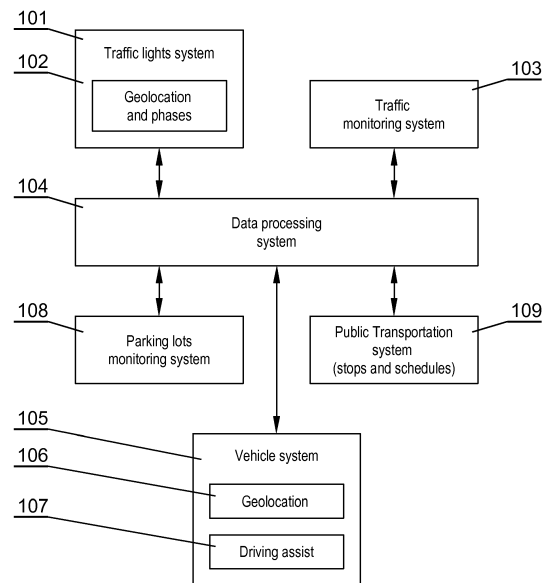 101
Traffic lights system
102
Geolocation
and phases
103
Traffic
monitoring system
104
Data processing
system
108
Parking lots
monitoring system
109
Public Transportation
system
(stops and schedules)
105
Vehicle system
106
Geolocation
107
Driving assist